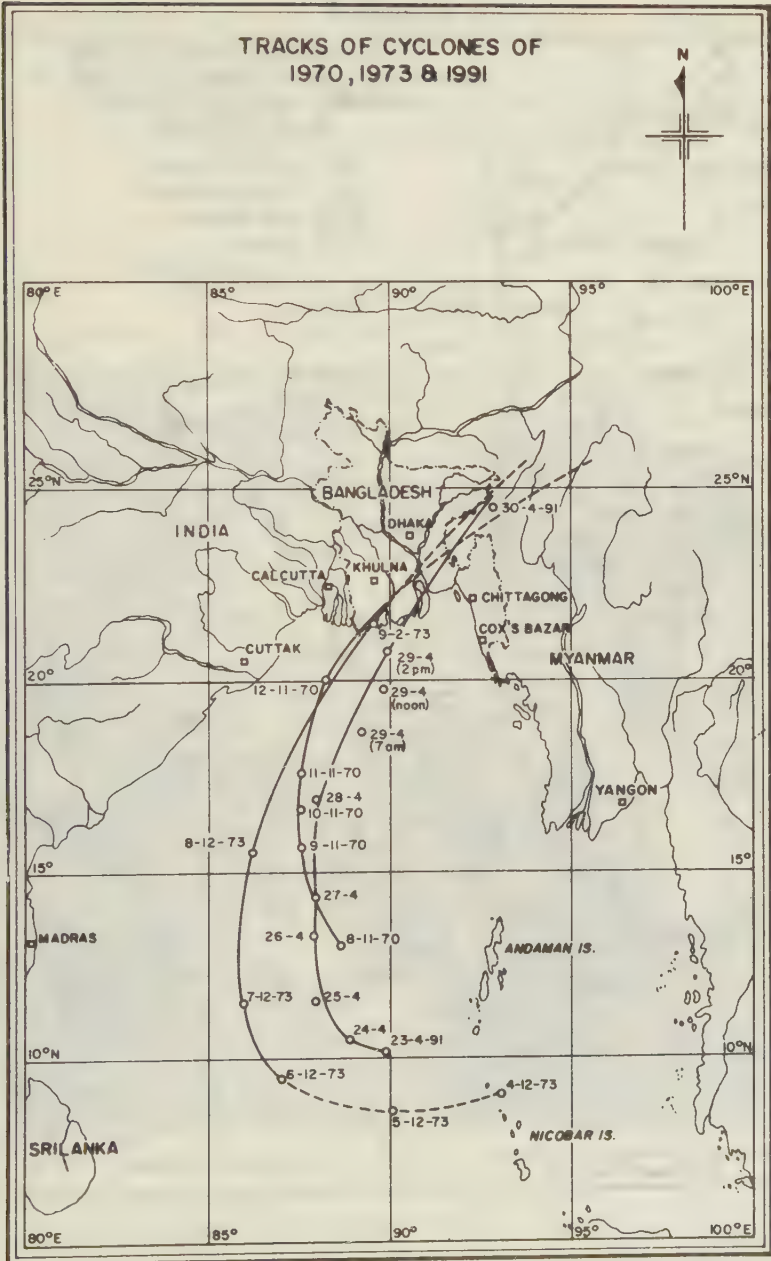 TRACKS OF CYCLONES OF
1970, 1973 & 1991
N
80°E
85°
90°
95°
100°E
25°N
25°N
BANGLADESH
30-4-91
DHAKA
INDIA
KHULNA
CALCUTTA
CHITTAGONG
9-2-73
COX'S BAZAR
CUTTAK
29-4
(2pm)
MYANMAR
20°
20°N
12-11-70
29-4
(noon)
29-4
(7am)
11-11-70
28-4
YANGON
10-11-70
8-12-73
9-11-70
15°
15°
27-4
MADRAS
26-4
8-11-70
ANDAMAN IS.
7-12-73
25-4
24-4
23-4-91
10°N
10°N
6-12-73
4-12-73
5-12-73
NICOBAR IS.
SRILANKA
80°E
85°
90°
95°
100°E